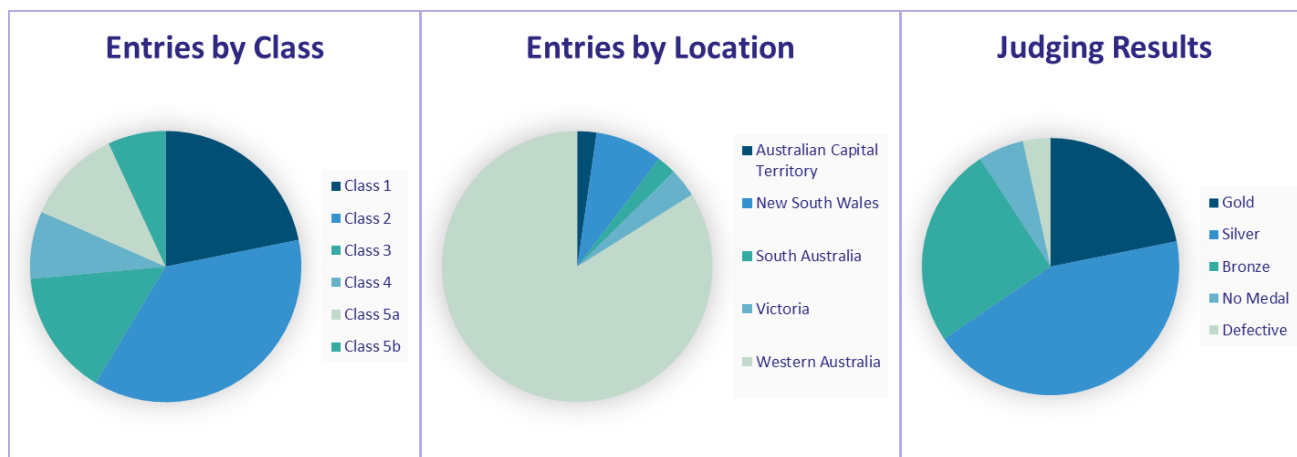 Entries by Class
Class 1
Class 2
Class 3
Class 4
Class 5a
Class 5b
Entries by Location
Australian Capital
Territory
New South Wales
South Australia
Victoria
Western Australia
Judging Results
Gold
Silver
Bronze
No Medal
Defective